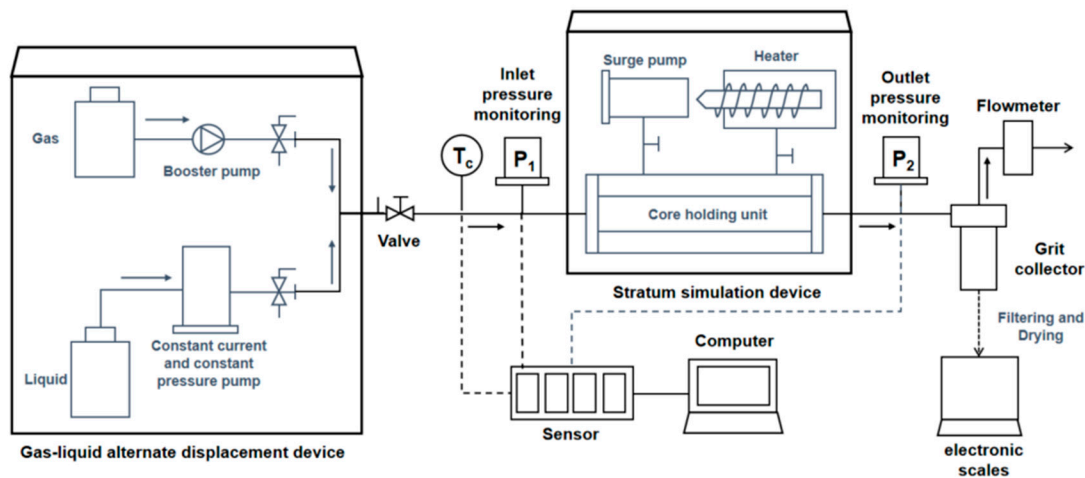 Gas
Booster pump
Liquid
Constant current
and constant
pressure pump
Gas-liquid alternate displacement device
Valve
Tc
Inlet
pressure
monitoring
P1
Surge pump
Heater
Core holding unit
Stratum simulation device
Outlet
pressure
monitoring
P2
Flowmeter
Grit
collector
Filtering and
Drying
electronic
scales
Sensor
Computer